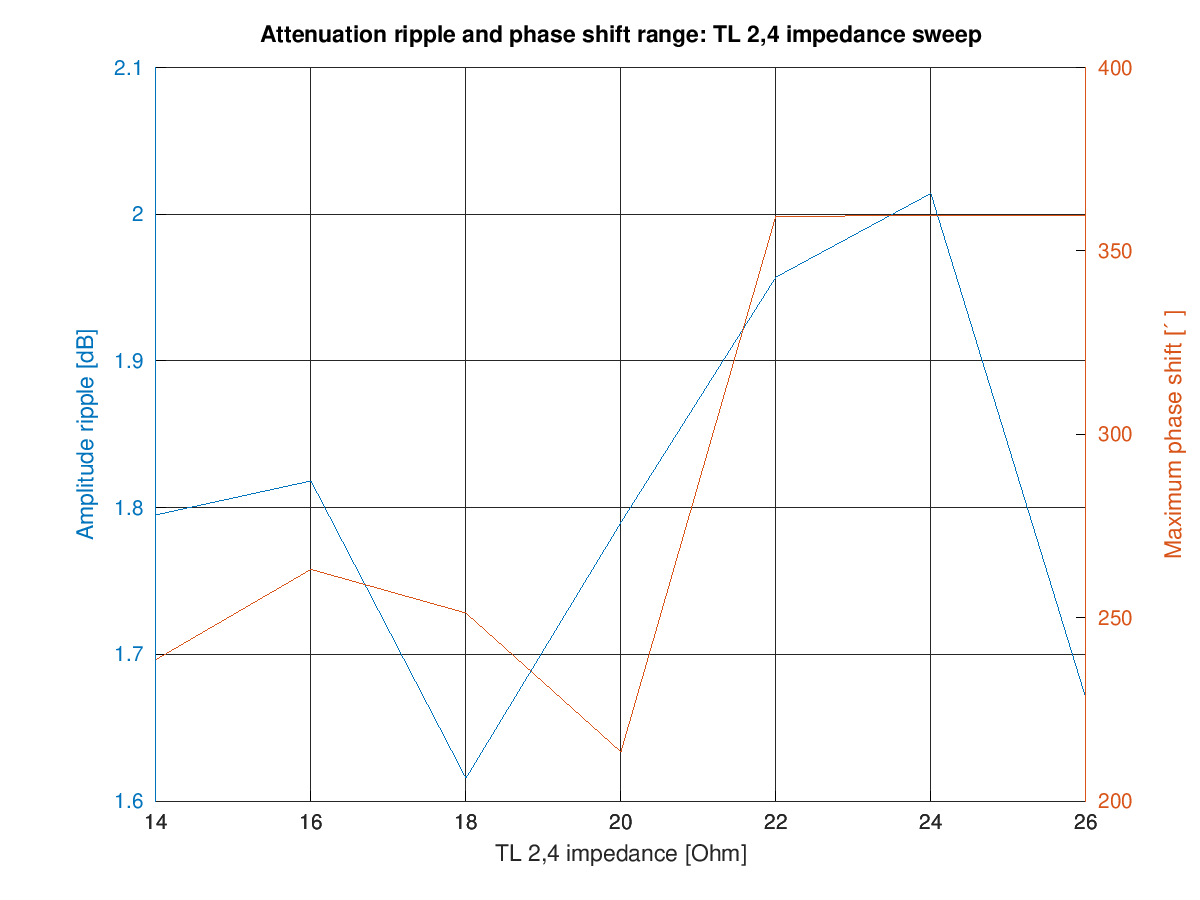 Attenuation ripple and phase shift range: TL 2,4 impedance sweep
2.1
2
1.9
1.8
1.7
1.6
Amplitude ripple [dB]
400
350
300
250
200
Maximum phase shift [´ ]
14 16 18 20 22 24 26
TL 2,4 impedance [Ohm]